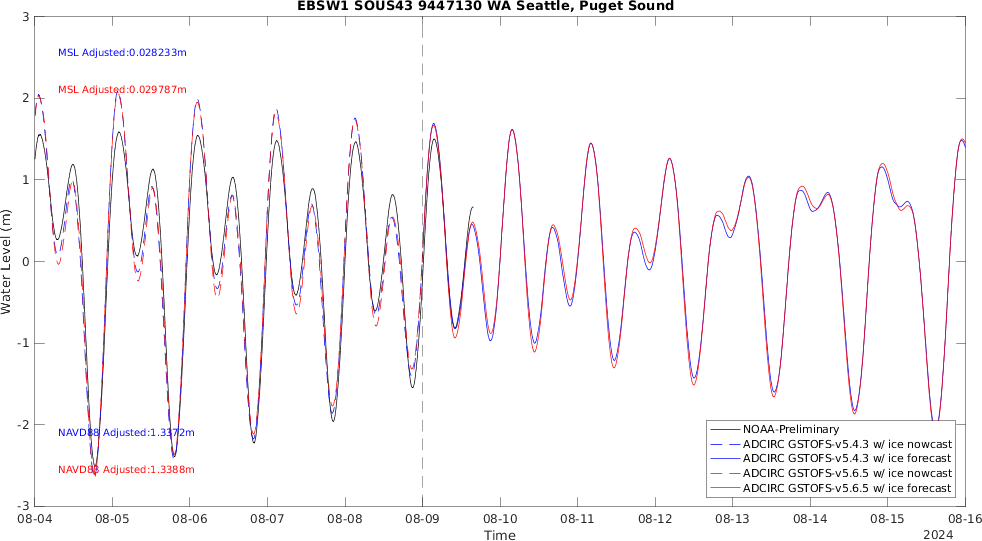 EBSW1 SOUS43 9447130 WA Seattle, Puget Sound
3
2
1
0
-1
-2
-3
Water Level (m)
MSL Adjusted:0.028233m
MSL Adjusted:0.029787m
NAVD88 Adjusted:1.3372m
NAVD88 Adjusted:1.3388m
NOAA-Preliminary
ADCIRC GSTOFS-v5.4.3 w/ ice nowcast
ADCIRC GSTOFS-v5.4.3 w/ ice forecast
ADCIRC GSTOFS-v5.6.5 w/ ice nowcast
ADCIRC GSTOFS-v5.6.5 w/ ice forecast
08-04 08-05 08-06 08-07 08-08 08-09 08-10 08-11 08-12 08-13 08-14 08-15 08-16
Time
2024